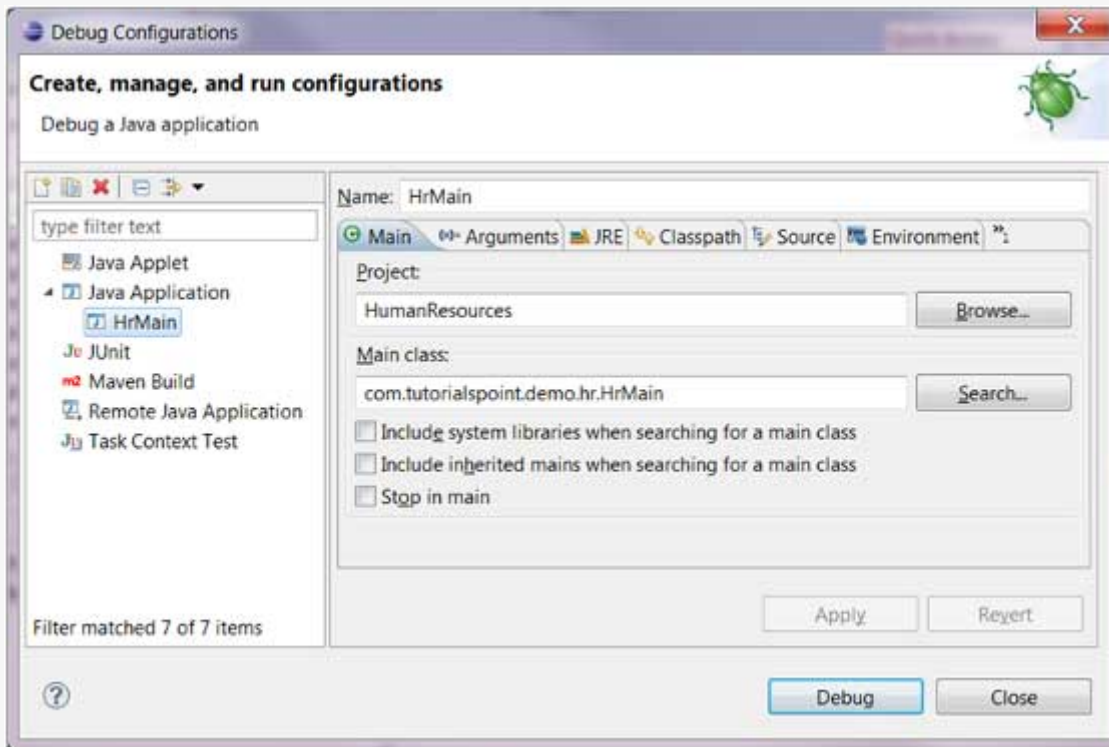 Debug Configurations
Create, manage, and run configurations
Debug a Java application
type filter text
Java Applet
Java Application
HrMain
Ju JUnit
m2 Maven Build
Remote Java Application
Task Context Test
Filter matched 7 of 7 items
Name: HrMain
Main Arguments JRE Classpath Source Environment »1
Project:
HumanResources Browse...
Main class:
com.tutorialspoint.demo.hr.HrMain Search...
Include system libraries when searching for a main class
Include inherited mains when searching for a main class
Stop in main
Apply Revert
Debug Close